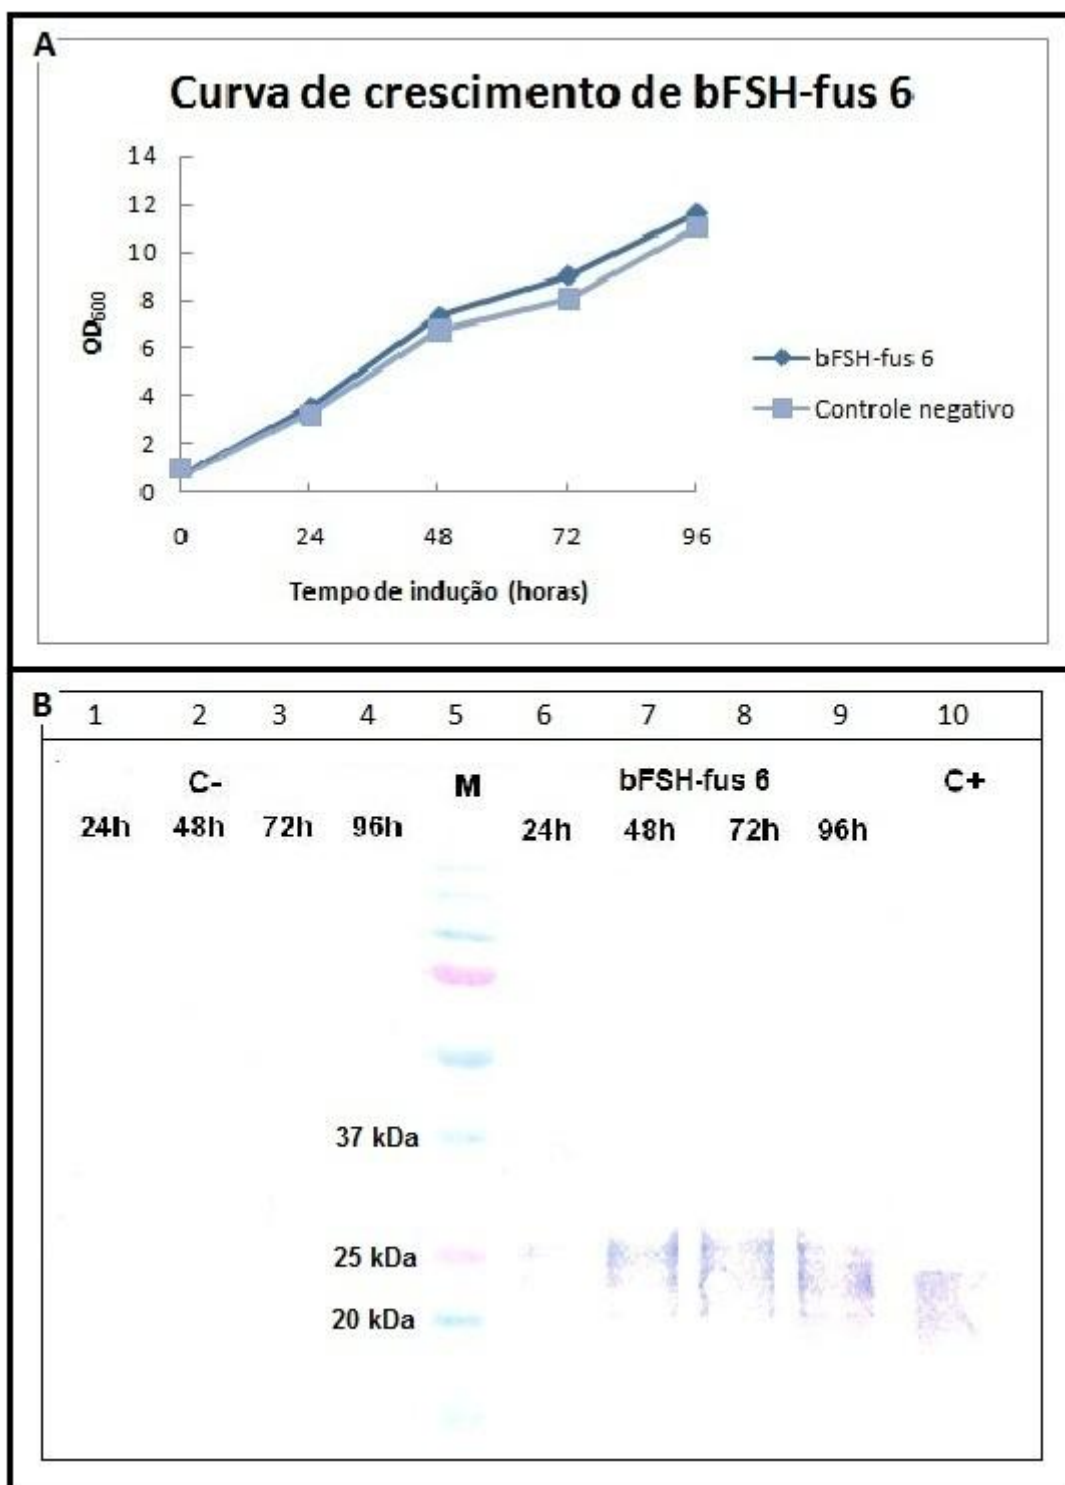 A
Curva de crescimento de bFSH-fus 6
14
12
10
8
6
4
2
0
OD600
0 24 48 72 96
Tempo de indução (horas)
bFSH-fus 6
Controle negativo
B
1 2 3 4 5 6 7 8 9 10
C- M bFSH-fus 6 C+
24h 48h 72h 96h 24h 48h 72h 96h
37 kDa
25 kDa
20 kDa